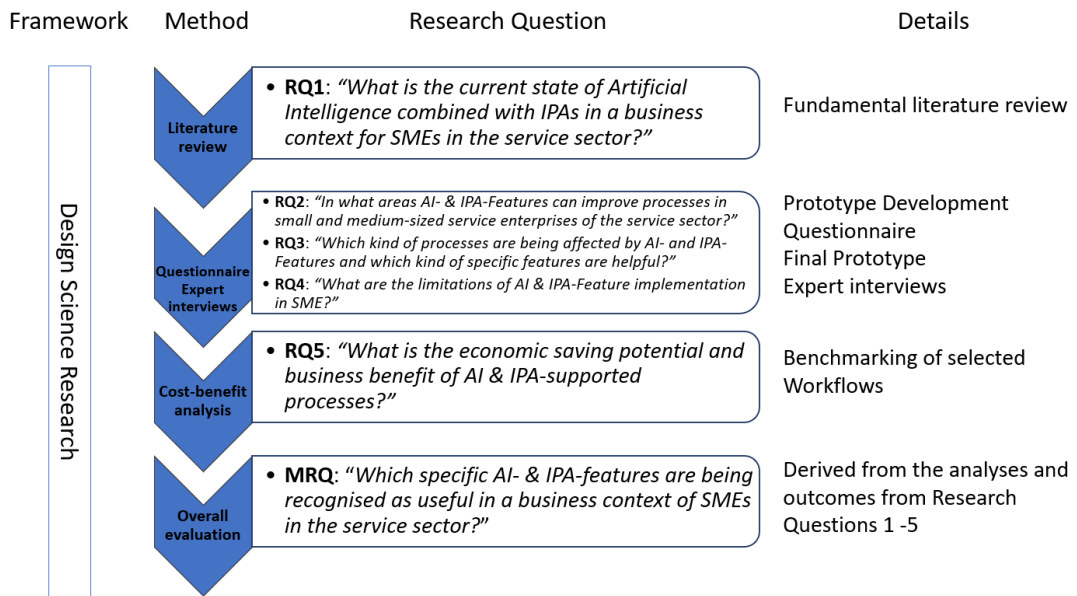 Framework
Method
Research Question
Details
Design Science Research
Literature
review
• RQ1: “What is the current state of Artificial
Intelligence combined with IPAs in a business
context for SMEs in the service sector?”
Fundamental literature review
Questionnaire
Expert
interviews
• RQ2: “In what areas AI- & IPA-Features can improve processes in
small and medium-sized service enterprises of the service sector?”
• RQ3: “Which kind of processes are being affected by AI- and IPA-
Features and which kind of specific features are helpful?”
• RQ4: “What are the limitations of AI & IPA-Feature implementation
in SME?”
Prototype Development
Questionnaire
Final Prototype
Expert interviews
Cost-benefit
analysis
• RQ5: “What is the economic saving potential and
business benefit of AI & IPA-supported
processes?”
Benchmarking of selected
Workflows
Overall
evaluation
• MRQ: “Which specific AI- & IPA-features are being
recognised as useful in a business context of SMEs
in the service sector?”
Derived from the analyses and
outcomes from Research
Questions 1 -5